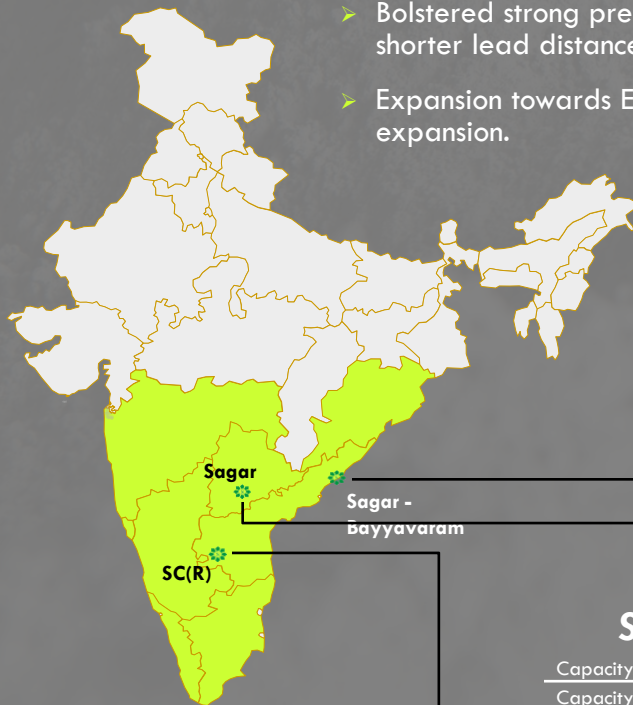 Bolstered strong pre
shorter lead distance
Expansion towards E
expansion.
Sagar
Sagar -
Bayyavaram
SC(R)
S
Capacity
Capacity